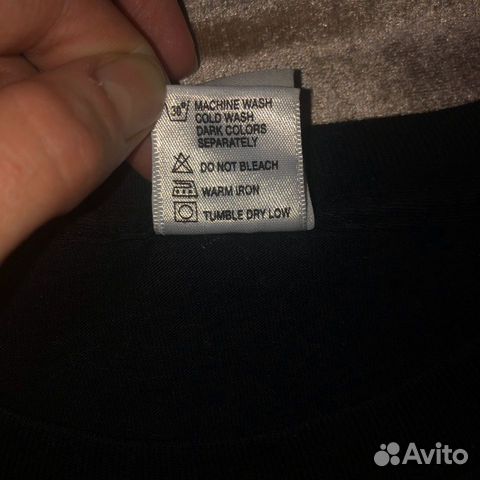 30°
MACHINE WASH
COLD WASH
DARK COLORS
SEPARATELY
DO NOT BLEACH
WARM IRON
TUMBLE DRY LOW
Avito